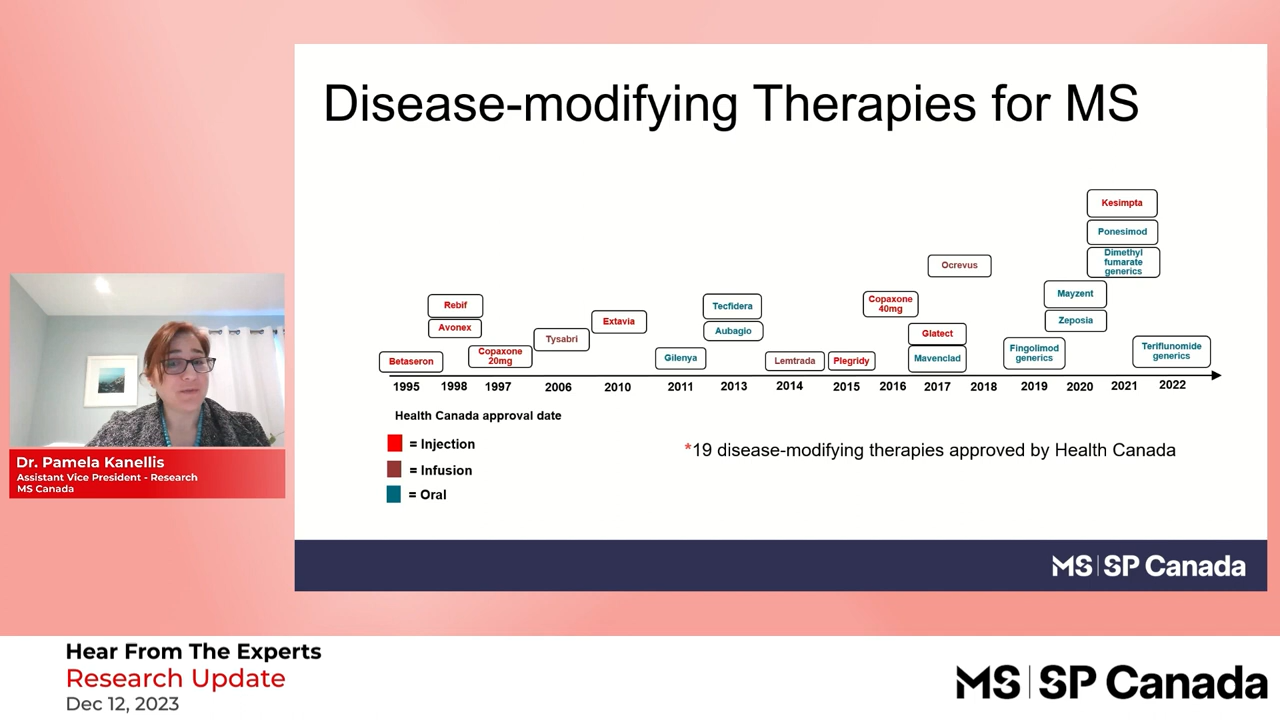 Disease-modifying Therapies for MS
Kesimpta
Ponesimod
Dimethyl
fumarate
generics
Ocrevus
Mayzent
Zeposia
Rebif
Avonex
Extavia
Tecfidera
Aubagio
Copaxone
40mg
Glatect
Mavenclad
Betaseron
Copaxone
20mg
Tysabri
Gilenya
Lemtrada
Plegridy
Fingolimod
generics
Teriflunomide
generics
1995 1998 1997 2006 2010 2011 2013 2014 2015 2016 2017 2018 2019 2020 2021 2022
Health Canada approval date
= Injection
= Infusion
= Oral
*19 disease-modifying therapies approved by Health Canada
MS SP Canada
Dr. Pamela Kanellis
Assistant Vice President - Research
MS Canada
Hear From The Experts
Research Update
Dec 12, 2023
MS SP Canada